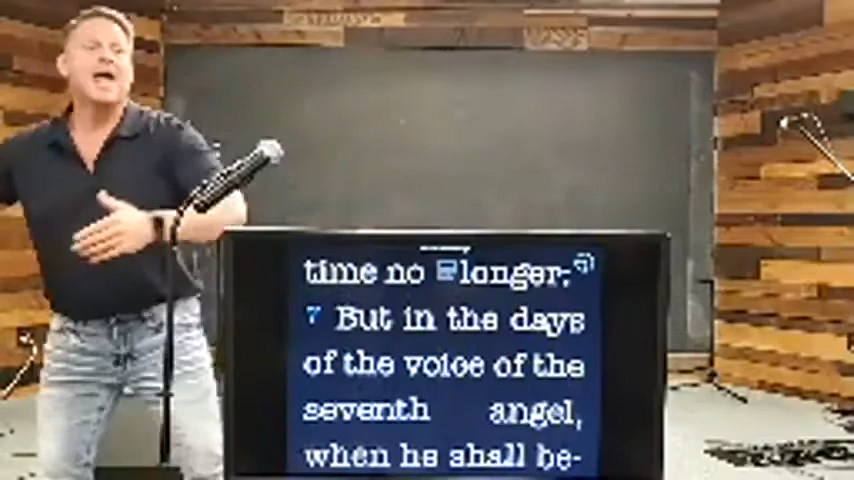 time no longer:
7 But in the days
of the voice of the
seventh angel,
when he shall be-